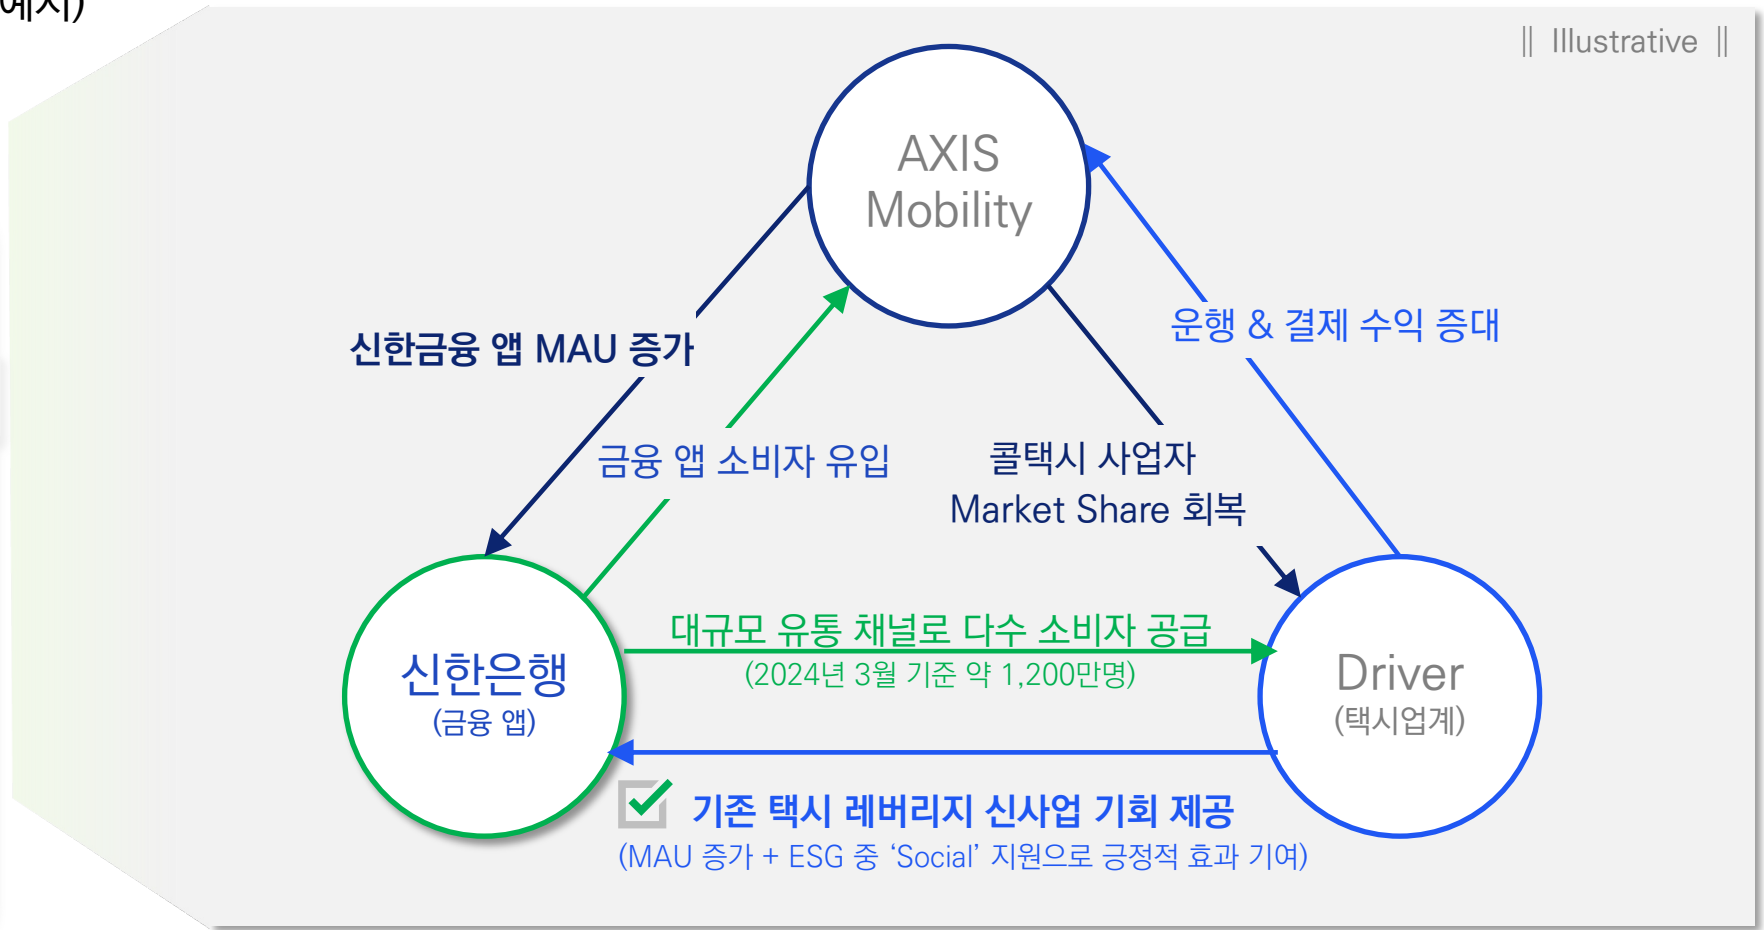 예시)
|| Illustrative ||
AXIS
Mobility
운행 & 결제 수익 증대
신한금융 앱 MAU 증가
금융 앱 소비자 유입
콜택시 사업자
Market Share 회복
대규모 유통 채널로 다수 소비자 공급
(2024년 3월 기준 약 1,200만명)
신한은행
(금융 앱)
Driver
(택시업계)
기존 택시 레버리지 신사업 기회 제공
(MAU 증가 + ESG 중 ‘Social’ 지원으로 긍정적 효과 기여)